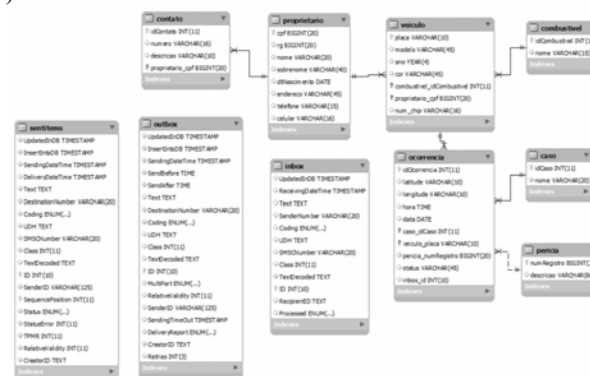 contato
idContato INT(11)
numero VARCHAR(16)
descricao VARCHAR(10)
proprietario_cpf BIGINT(20)
Indexes
proprietario
cpf BIGINT(20)
rg BIGINT(20)
nome VARCHAR(20)
sobrenome VARCHAR(40)
dtNascimento DATE
endereco VARCHAR(45)
telefone VARCHAR(15)
celular VARCHAR(16)
Indexes
veiculo
placa VARCHAR(10)
modelo VARCHAR(45)
ano YEAR(4)
cor VARCHAR(45)
combustivel_idCombustivel INT(11)
proprietario_cpf BIGINT(20)
num_chip VARCHAR(16)
Indexes
combustivel
idCombustivel INT(1
nome VARCHAR(15)
Indexes
sentitems
UpdatedInDB TIMESTAMP
InsertIntoDB TIMESTAMP
SendingDateTime TIMESTAMP
DeliveryDateTime TIMESTAMP
Text TEXT
DestinationNumber VARCHAR(20)
Coding ENUM(...)
UDH TEXT
SMSCNumber VARCHAR(20)
Class INT(11)
TextDecoded TEXT
ID INT(10)
SenderID VARCHAR(125)
SequencePosition INT(11)
Status ENUM(...)
StatusError INT(11)
TPMR INT(11)
RelativeValidity INT(11)
CreatorID TEXT
Indexes
outbox
UpdatedInDB TIMESTAMP
InsertIntoDB TIMESTAMP
SendingDateTime TIMESTAMP
SendBefore TIME
SendAfter TIME
Text TEXT
DestinationNumber VARCHAR(20)
Coding ENUM(...)
UDH TEXT
Class INT(11)
TextDecoded TEXT
ID INT(10)
MultiPart ENUM(...)
RelativeValidity INT(11)
SenderID VARCHAR(125)
SendingTimeOut TIMESTAMP
DeliveryReport ENUM(...)
CreatorID TEXT
Retries INT(3)
Indexes
inbox
UpdatedInDB TIMESTAMP
ReceivingDateTime TIMESTAMP
Text TEXT
SenderNumber VARCHAR(20)
Coding ENUM(...)
UDH TEXT
SMSCNumber VARCHAR(20)
Class INT(11)
TextDecoded TEXT
ID INT(10)
RecipientID TEXT
Processed ENUM(...)
Indexes
ocorrencia
idOcorrencia INT(11)
latitude VARCHAR(10)
longitude VARCHAR(10)
hora TIME
data DATE
caso_idCaso INT(11)
veiculo_placa VARCHAR(10)
pericia_numRegistro BIGINT(20)
status VARCHAR(45)
inbox_id INT(10)
Indexes
caso
idCaso INT(11)
nome VARCHAR(20)
Indexes
pericia
numRegistro BIGINT(
descricao VARCHAR(6
Indexes